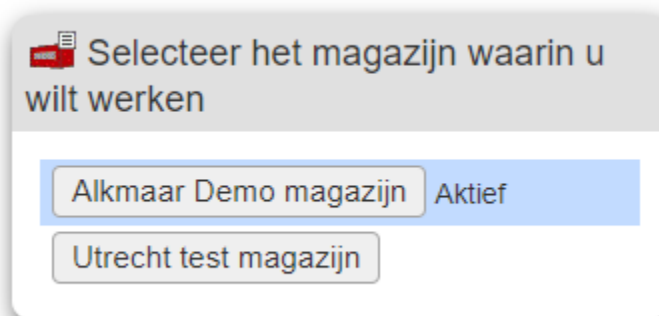 Selecteer het magazijn waarin u
wilt werken
Alkmaar Demo magazijn Aktief
Utrecht test magazijn